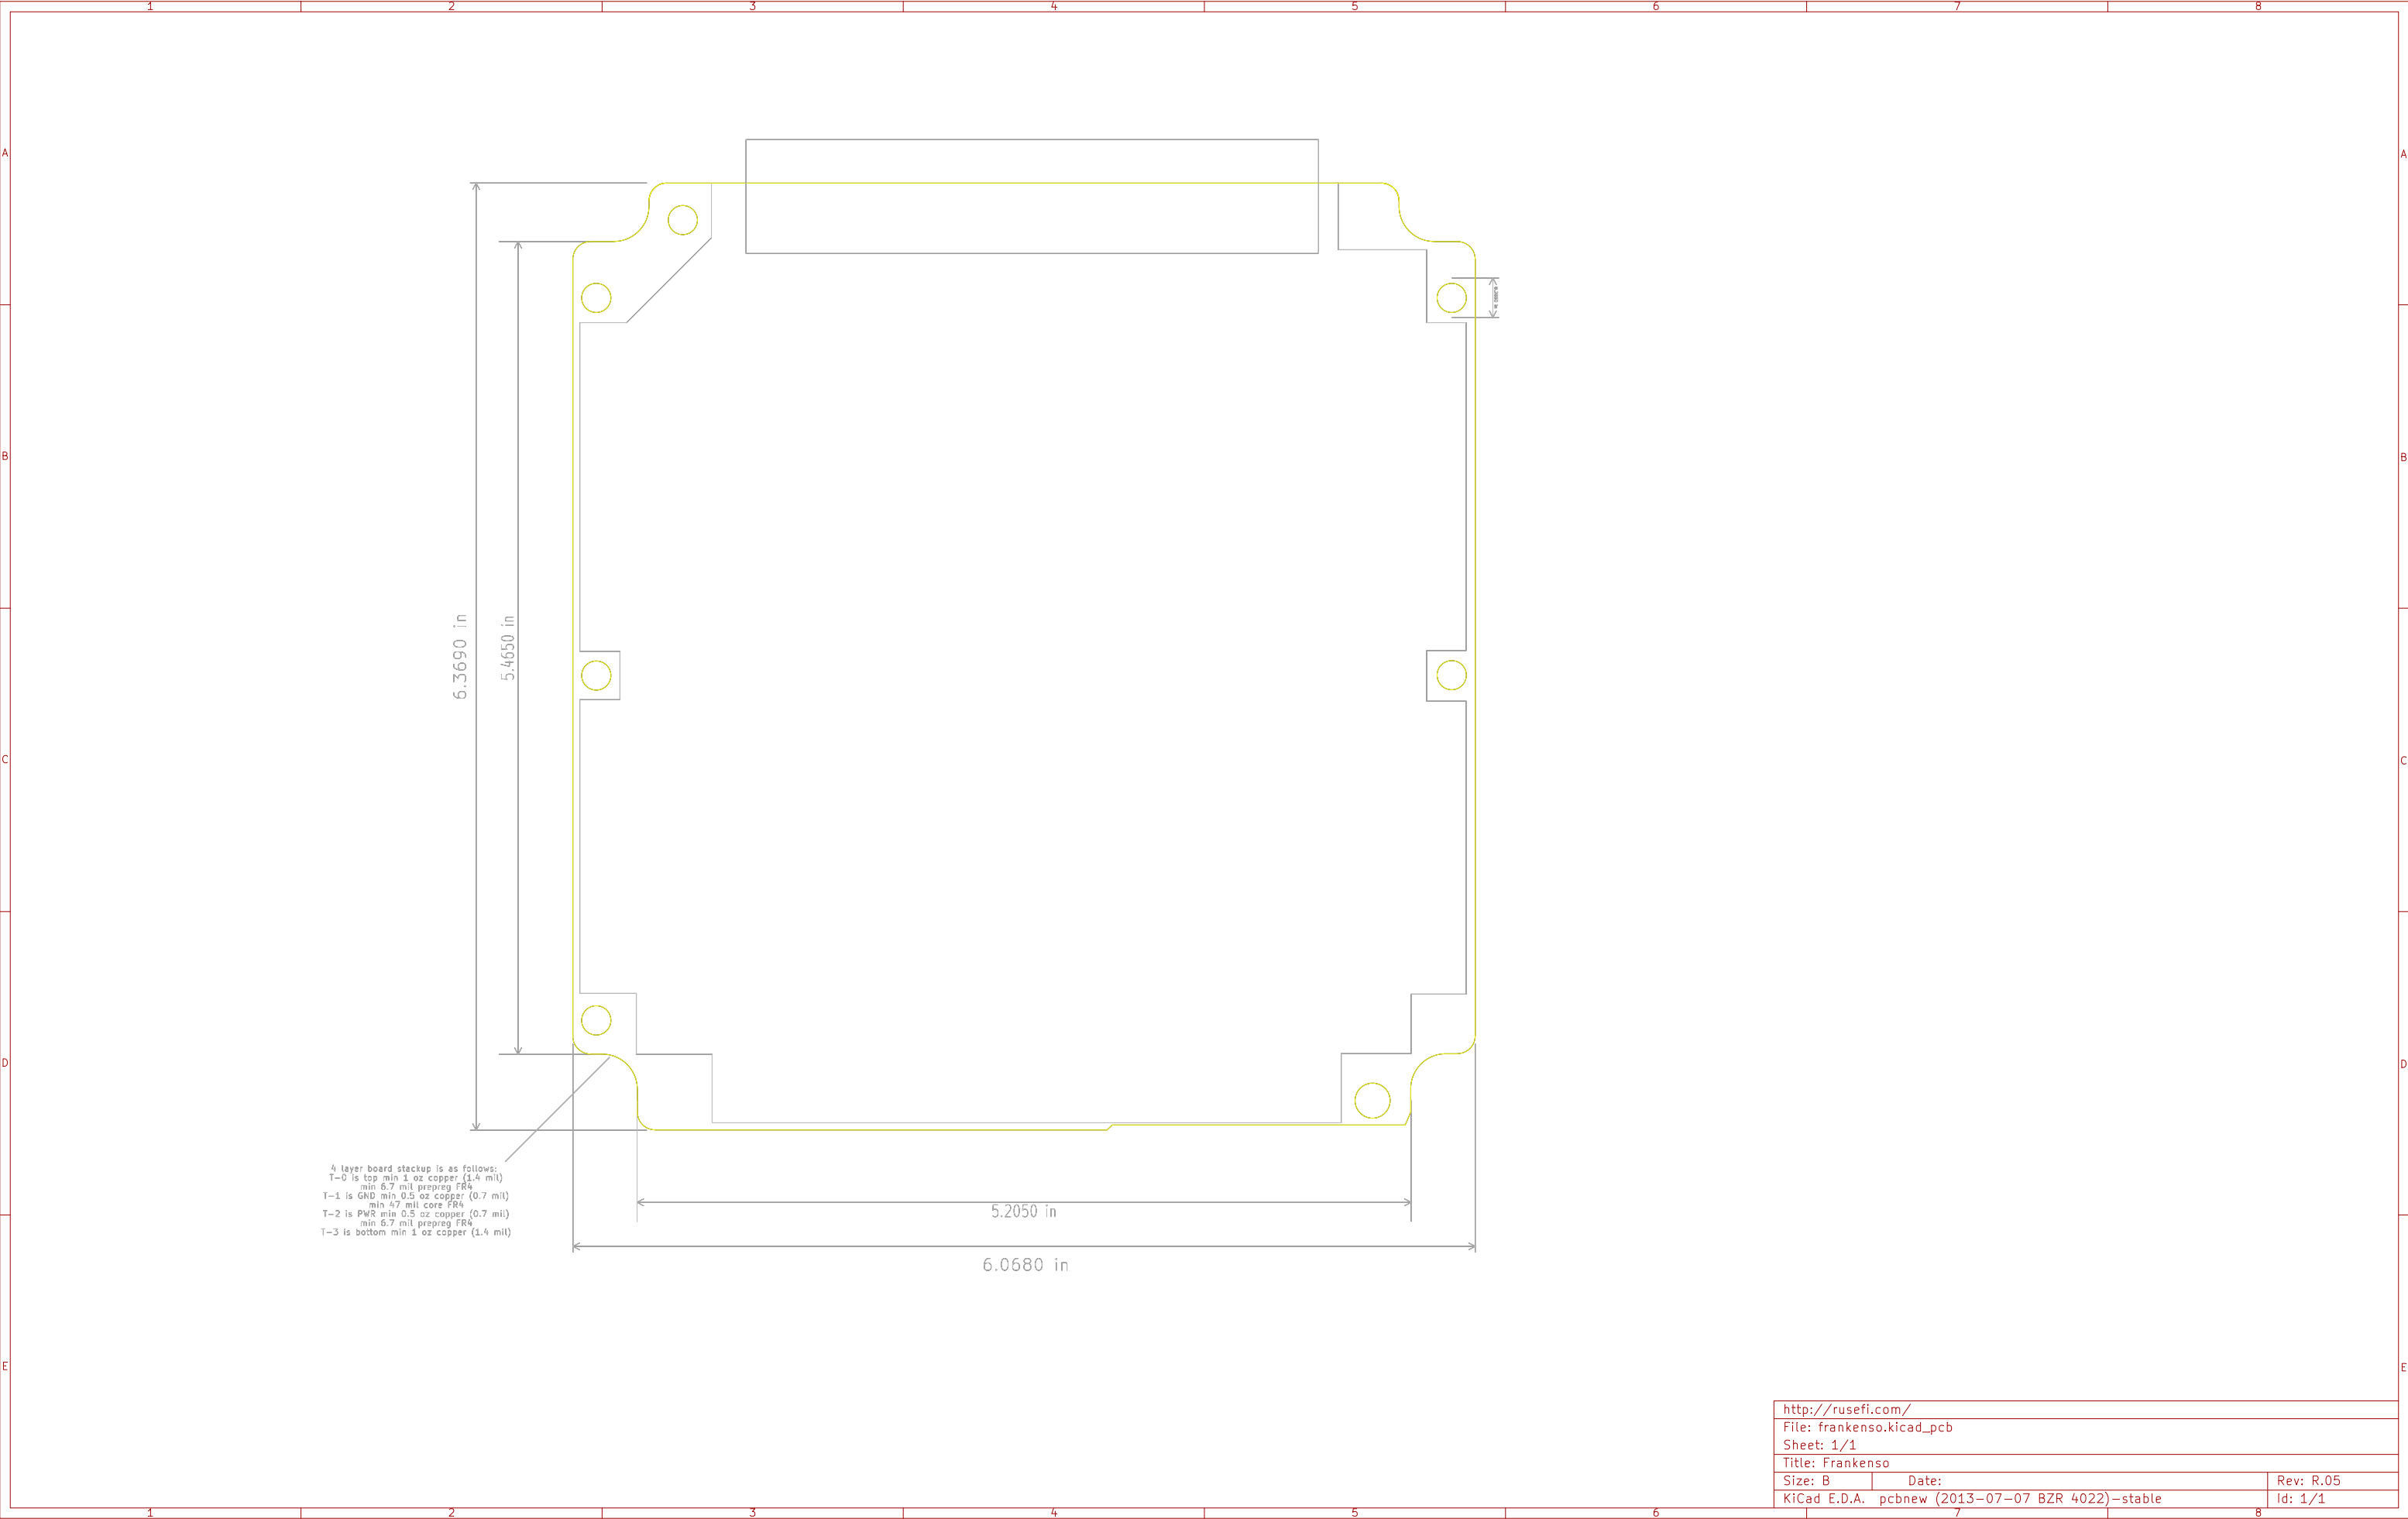 1 2 3 4 5 6 7 8
A A
B B
6.3690 in
5.4650 in
C C
D D
4 layer board stackup is as follows:
T-0 is top min 1 oz copper (1.4 mil)
min 6.7 mil prepreg FR4
T-1 is GND min 0.5 oz copper (0.7 mil)
min 47 mil core FR4
T-2 is PWR min 0.5 oz copper (0.7 mil)
min 6.7 mil prepreg FR4
T-3 is bottom min 1 oz copper (1.4 mil)
5.2050 in
6.0680 in
E E
http://rusefi.com/
File: frankenso.kicad_pcb
Sheet: 1/1
Title: Frankenso
Size: B Date: Rev: R.05
KiCad E.D.A. pcbnew (2013-07-07 BZR 4022)-stable Id: 1/1
1 2 3 4 5 6 7 8